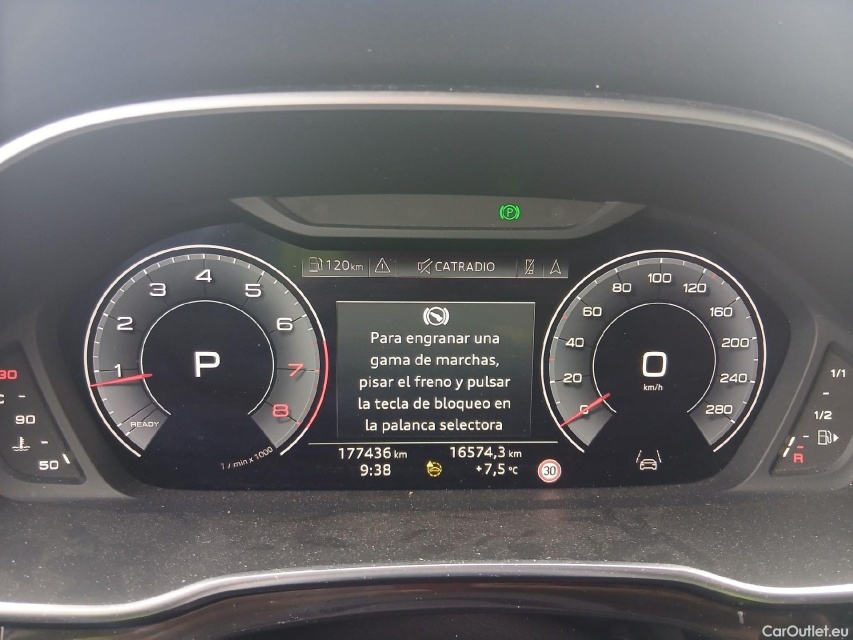 120km CATRADIO
Para engranar una
gama de marchas,
pisar el freno y pulsar
la tecla de bloqueo en
la palanca selectora
177436 km 16574,3 km
9:38 +7,5 °C
30
1 2 3 4 5 6 7 8
READY
1/min x 1000
P
P
0 20 40 60 80 100 120 160 200 240 280
0
km/h
90
50
1/1
1/2
R
CarOutlet.eu